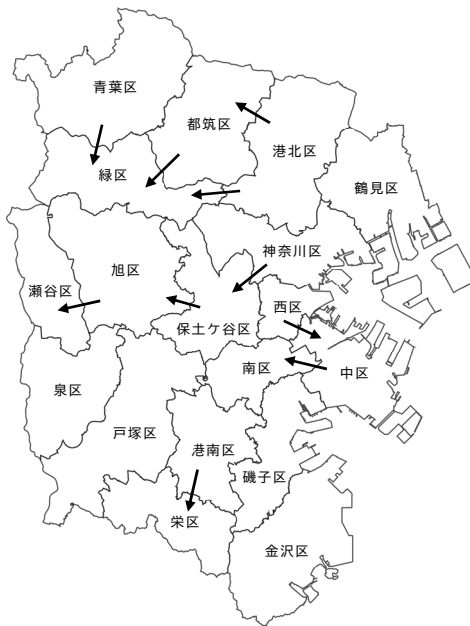 青葉区
都筑区
港北区
緑区
鶴見区
神奈川区
旭区
瀬谷区
西区
保土ケ谷区
南区
中区
泉区
戸塚区
港南区
磯子区
栄区
金沢区